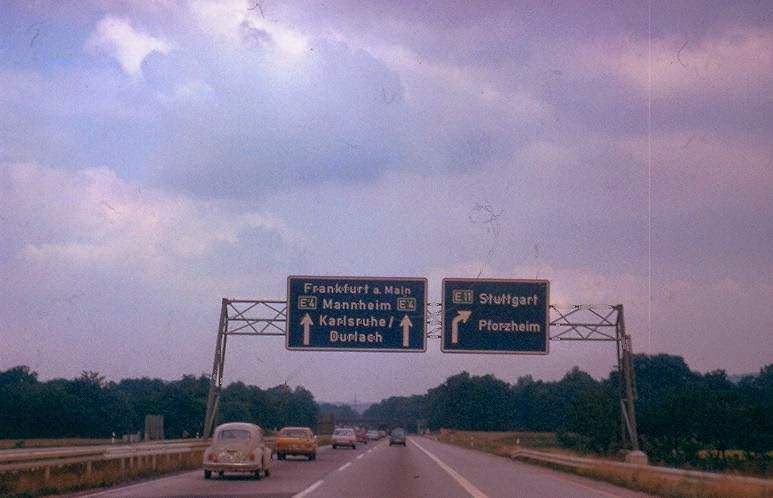 Frankfurt a. Main
E4 Mannheim E4
Karlsruhe/
Durlach
E11 Stuttgart
Pforzheim